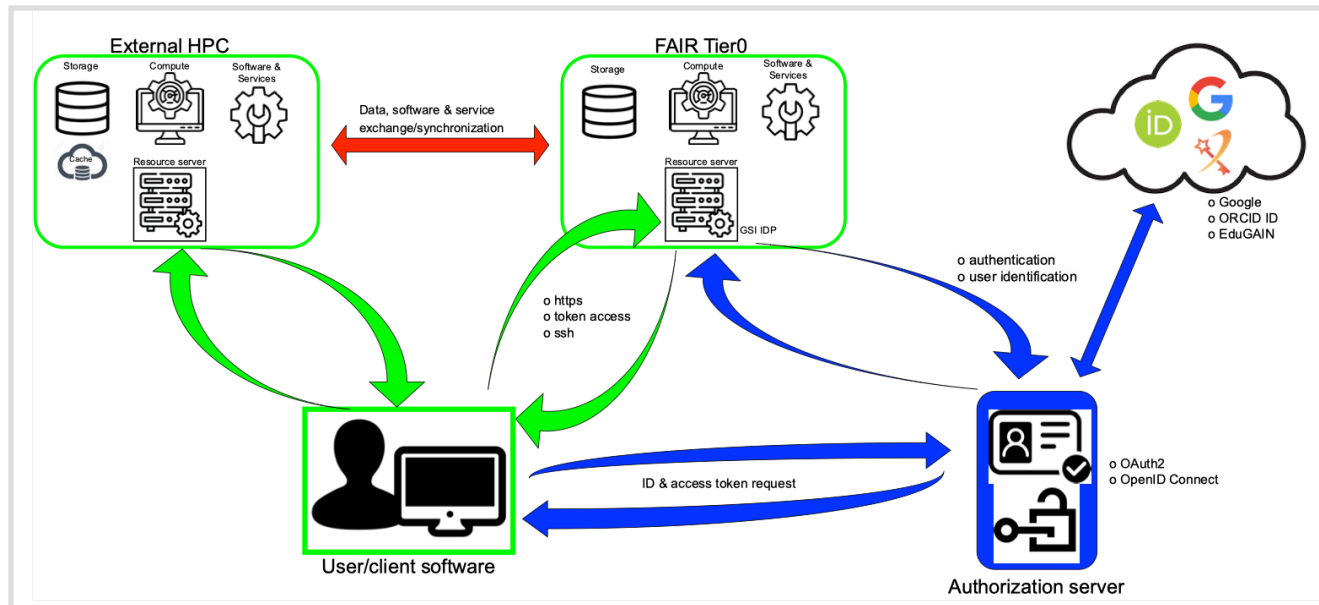 External HPC
Storage
Compute
Software &
Services
Cache
Resource server
Data, software & service
exchange/synchronization
FAIR Tier0
Storage
Compute
Software &
Services
Resource server
GSI IDP
iD
G
o Google
o ORCID ID
o EduGAIN
o authentication
o user identification
o https
o token access
o ssh
ID & access token request
User/client software
o OAuth2
o OpenID Connect
Authorization server